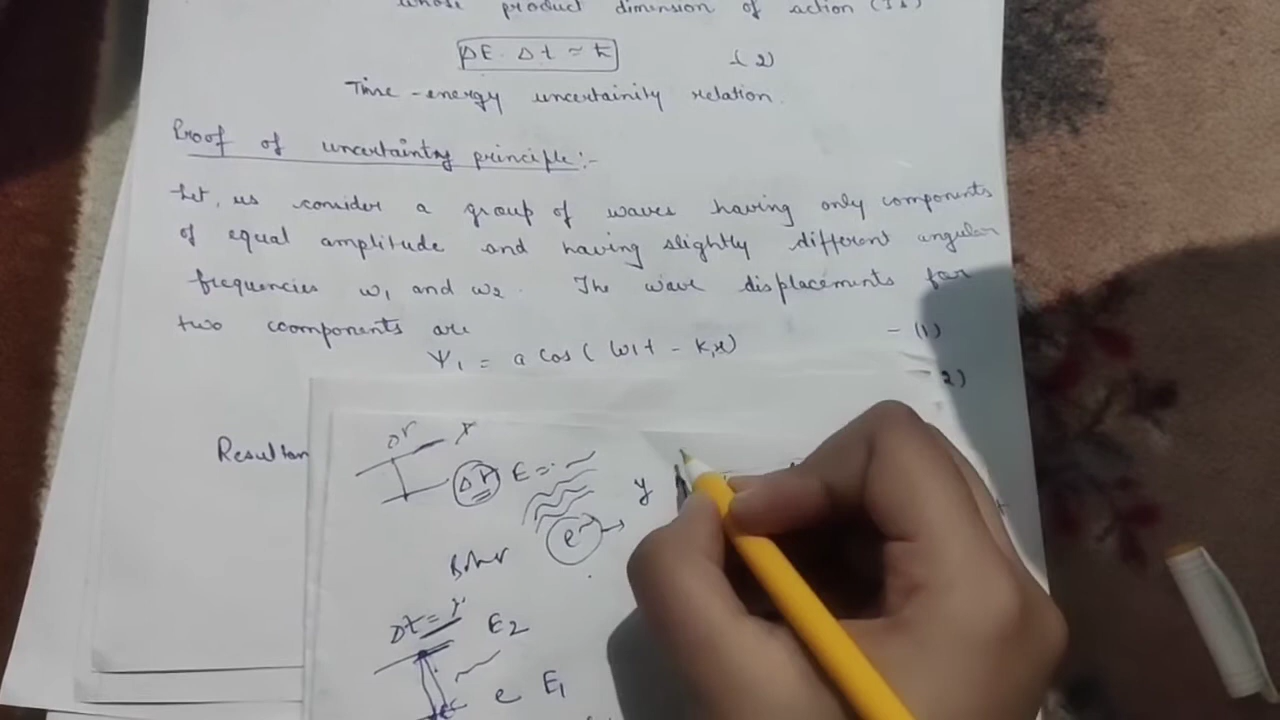 whose product dimension of action
ΔE. Δt ≈ ħ -(2)
Time-energy uncertainity relation.
Proof of uncertainty principle:-
Let, us consider a group of waves having only components
of equal amplitude and having slightly different angular
frequencies ω1 and ω2. The wave displacements for
two coomponents are
Ψ1 = a cos (ω1t - k1x) - (1)
2)
Resultan
Δr
E =
y
e-
Bohr
Δt =
E2
e E1